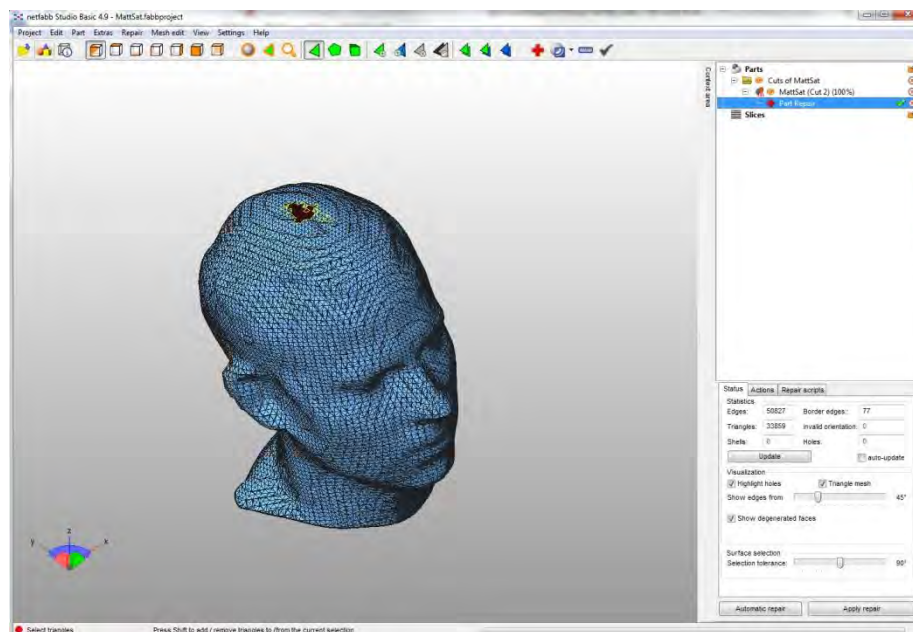 netfabb Studio Basic 4.9 - MattSat.fabbproject
Project Edit Part Extras Repair Mesh edit View Settings Help
Context area
Parts
Cuts of MattSat
MattSat (Cut 2) (100%)
Part Repair
Slices
Status Actions Repair scripts
Statistics
Edges: 50827 Border edges: 77
Triangles: 33859 Invalid orientation: 0
Shells: 0 Holes: 0
Update auto-update
Visualization
Highlight holes Triangle mesh
Show edges from 45°
Show degenerated faces
Surface selection
Selection tolerance: 90°
Automatic repair Apply repair
z
y x
Select triangles Press Shift to add / remove triangles to /from the current selection